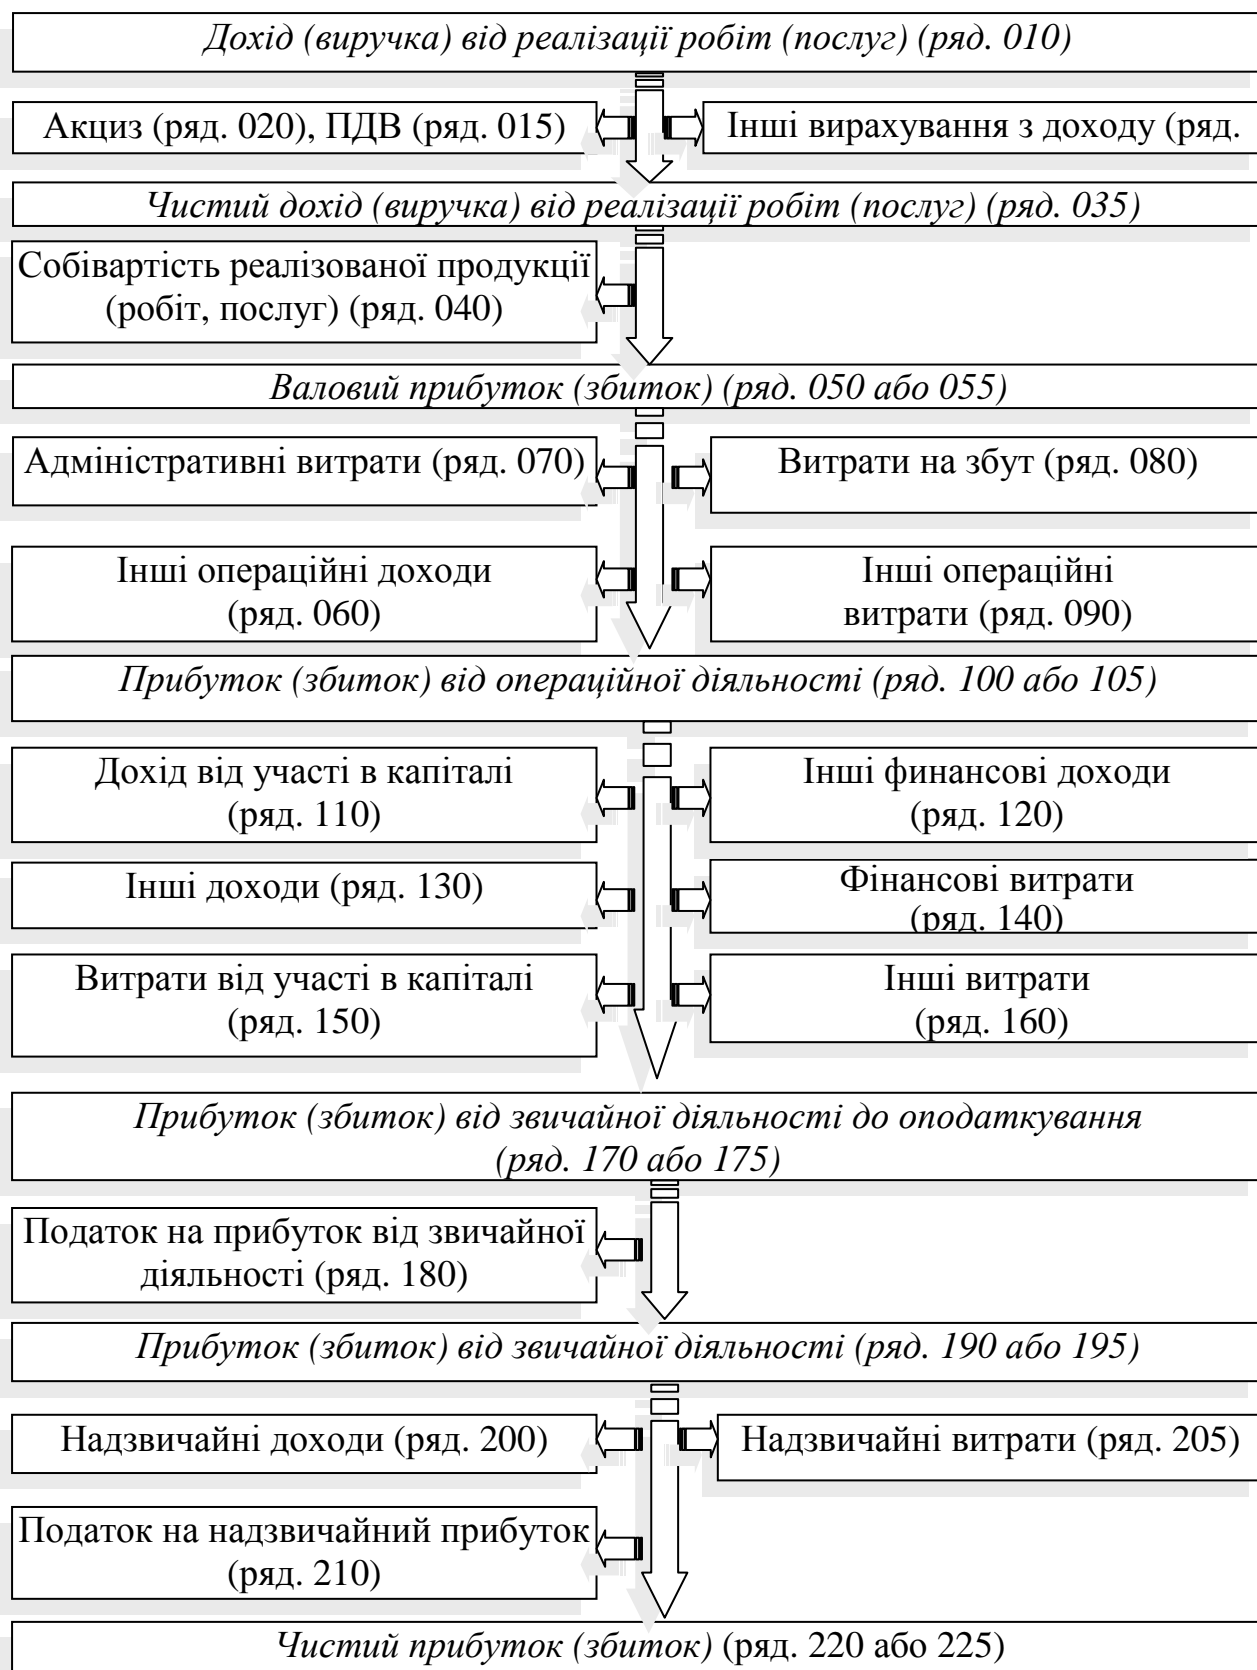 Дохід (виручка) від реалізації робіт (послуг) (ряд. 010)
Акциз (ряд. 020), ПДВ (ряд. 015)
Інші вирахування з доходу (ряд.
Чистий дохід (виручка) від реалізації робіт (послуг) (ряд. 035)
Собівартість реалізованої продукції
(робіт, послуг) (ряд. 040)
Валовий прибуток (збиток) (ряд. 050 або 055)
Адміністративні витрати (ряд. 070)
Витрати на збут (ряд. 080)
Інші операційні доходи
(ряд. 060)
Інші операційні
витрати (ряд. 090)
Прибуток (збиток) від операційної діяльності (ряд. 100 або 105)
Дохід від участі в капіталі
(ряд. 110)
Інші финансові доходи
(ряд. 120)
Інші доходи (ряд. 130)
Фінансові витрати
(ряд. 140)
Витрати від участі в капіталі
(ряд. 150)
Інші витрати
(ряд. 160)
Прибуток (збиток) від звичайної діяльності до оподаткування
(ряд. 170 або 175)
Податок на прибуток від звичайної
діяльності (ряд. 180)
Прибуток (збиток) від звичайної діяльності (ряд. 190 або 195)
Надзвичайні доходи (ряд. 200)
Надзвичайні витрати (ряд. 205)
Податок на надзвичайний прибуток
(ряд. 210)
Чистий прибуток (збиток) (ряд. 220 або 225)